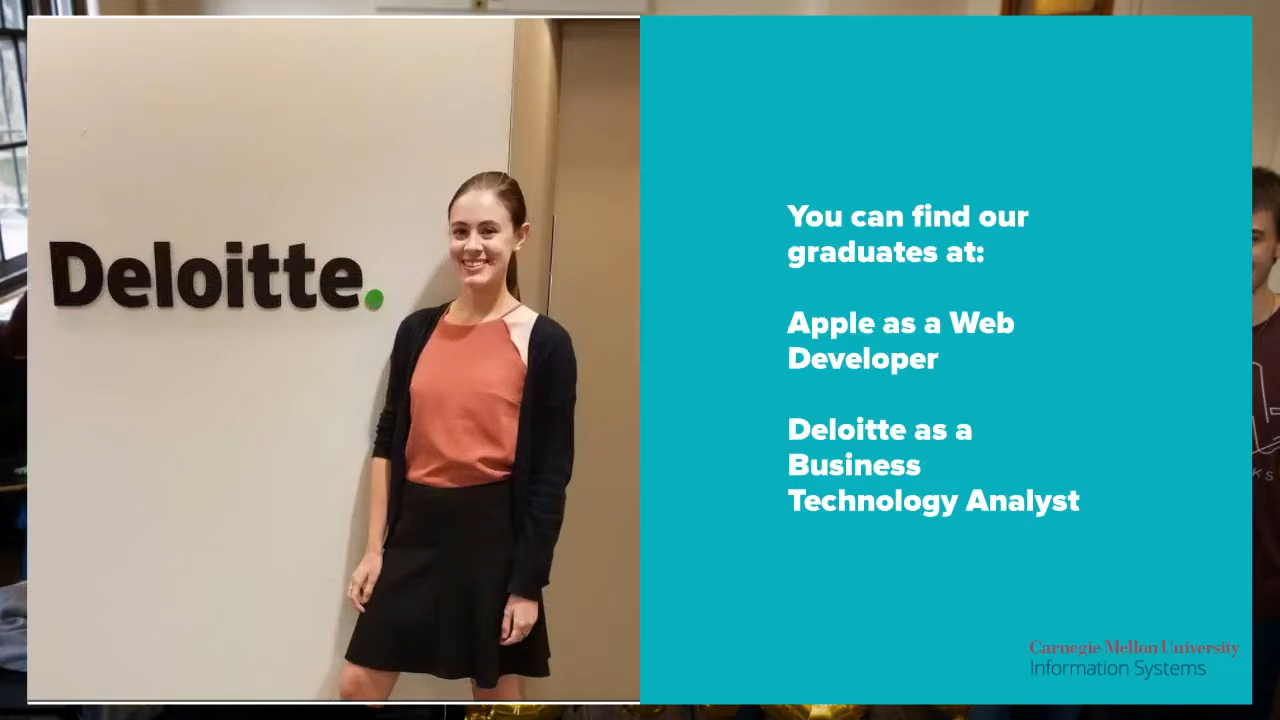 Deloitte.
You can find our
graduates at:
Apple as a Web
Developer
Deloitte as a
Business
Technology Analyst
Carnegie Mellon University
Information Systems